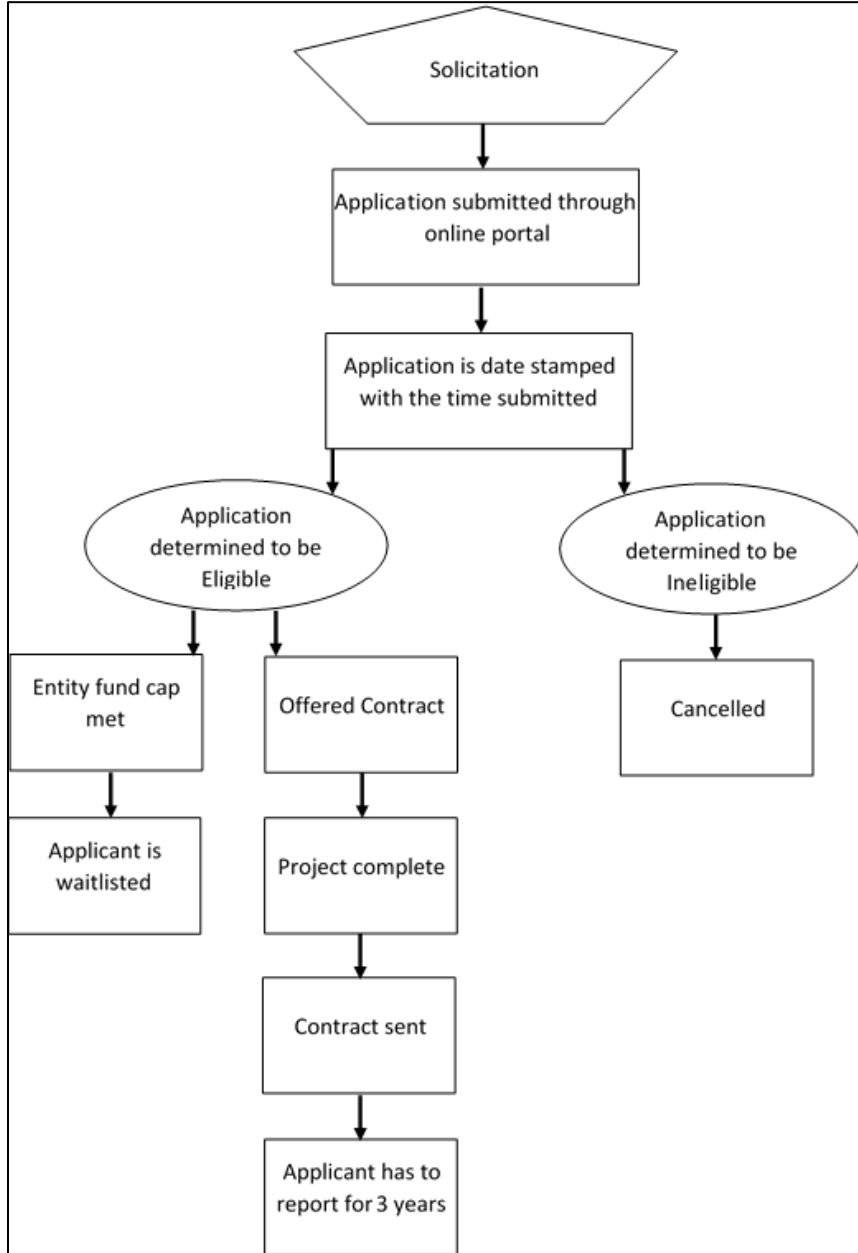 Solicitation
Application submitted through
online portal
Application is date stamped
with the time submitted
Application
determined to be
Eligible
Application
determined to be
Ineligible
Entity fund cap
met
Offered Contract
Cancelled
Applicant is
waitlisted
Project complete
Contract sent
Applicant has to
report for 3 years